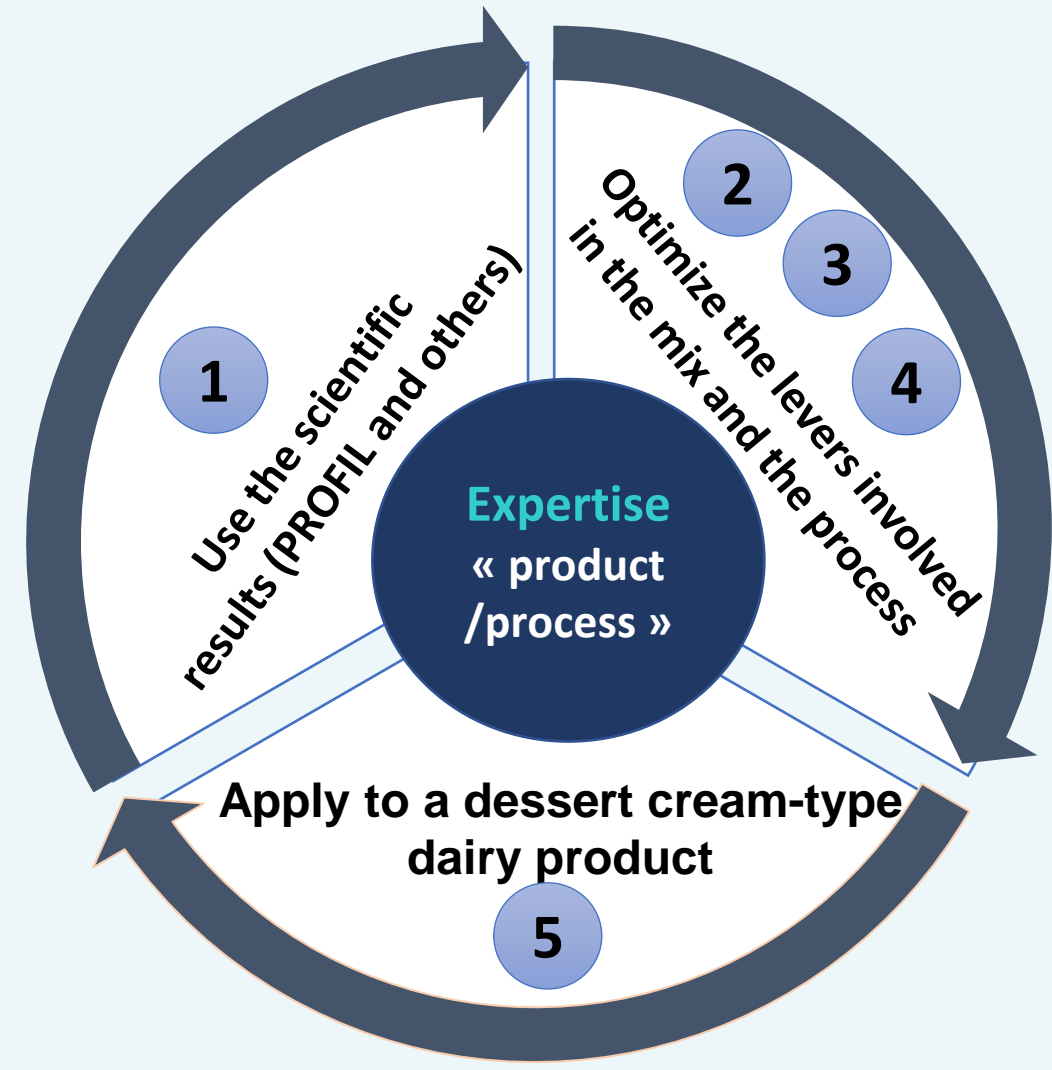 1
Use the scientific
results (PROFIL and others)
2
3
4
Optimize the levers involved
in the mix and the process
Expertise
« product
/process »
Apply to a dessert cream-type
dairy product
5